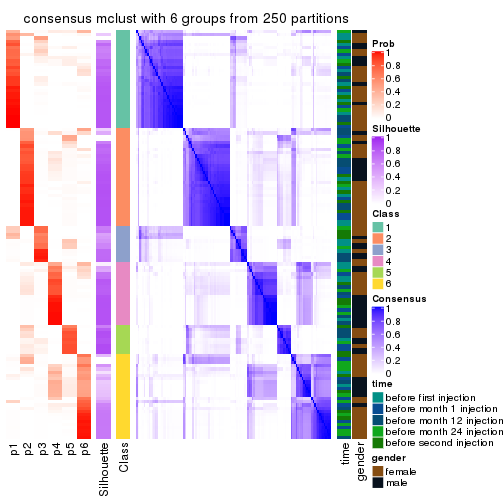 consensus mclust with 6 groups from 250 partitions
p1
p2
p3
p4
p5
p6
Silhouette
Class
time
gender
Prob
1
0.8
0.6
0.4
0.2
0
Silhouette
1
0.8
0.6
0.4
0.2
0
Class
1
2
3
4
5
6
Consensus
1
0.8
0.6
0.4
0.2
0
time
before first injection
before month 1 injection
before month 12 injection
before month 24 injection
before second injection
gender
female
male